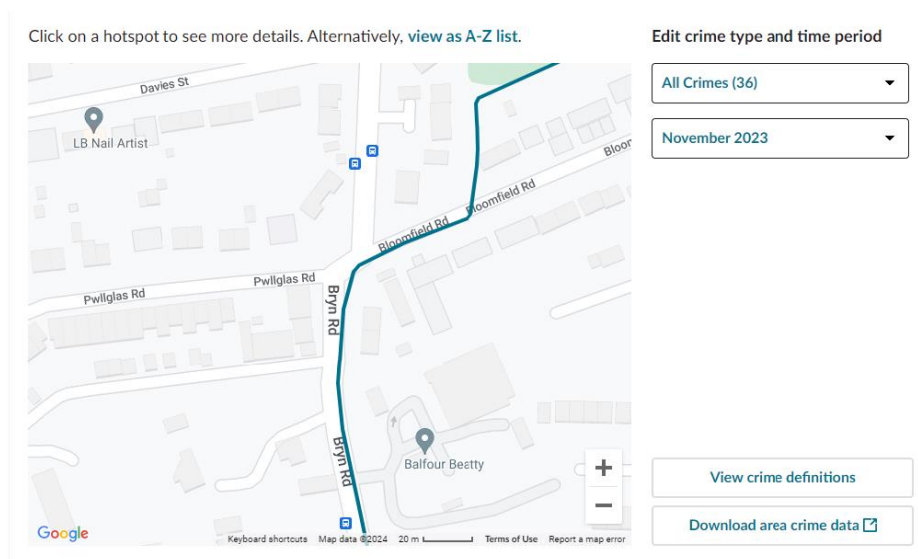 Click on a hotspot to see more details. Alternatively, view as A-Z list.
Edit crime type and time period
All Crimes (36)
November 2023
Davies St
LB Nail Artist
Bloomfield Rd
Bloomfield Rd
Pwllglas Rd
Pwllglas Rd
Bryn Rd
Bryn Rd
Balfour Beatty
+
−
View crime definitions
Download area crime data
Google
Keyboard shortcuts Map data ©2024 20 m Terms of Use Report a map error